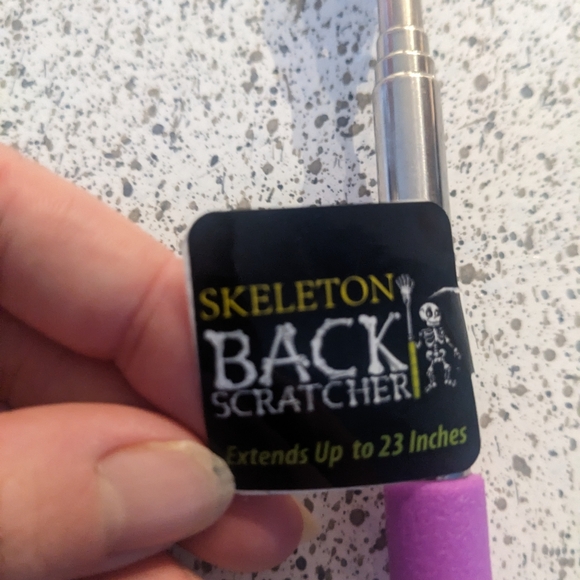 SKELETON
BACK
SCRATCHER
Extends Up to 23 Inches